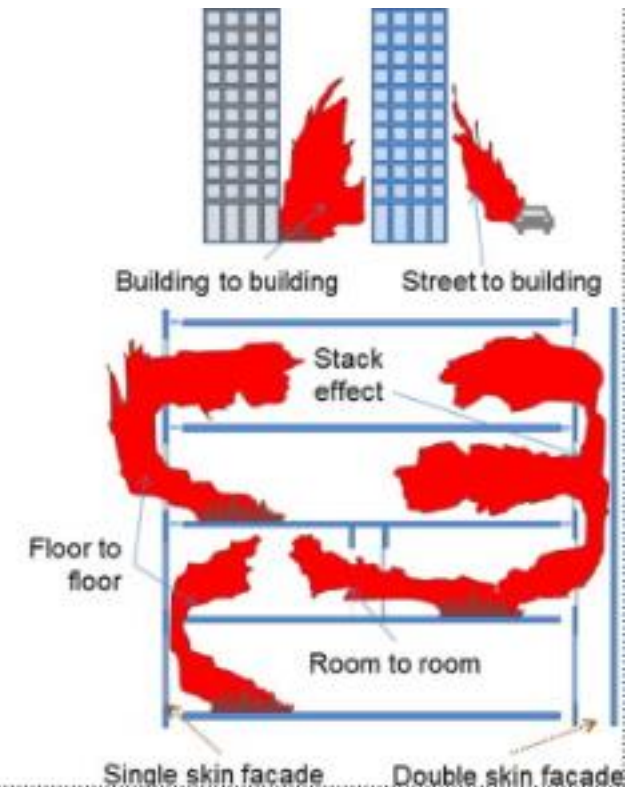 Building to building
Street to building
Stack
effect
Floor to
floor
Room to room
Single skin facade
Double skin facade